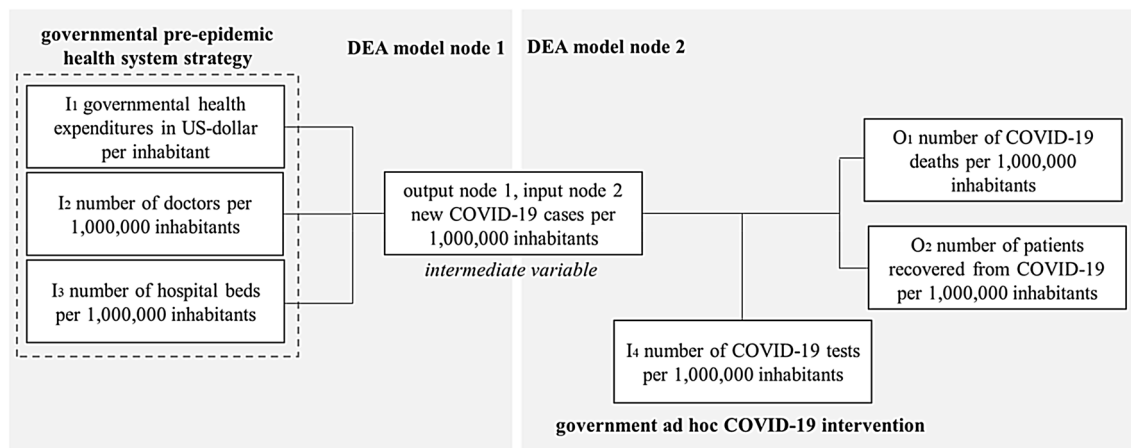 governmental pre-epidemic
health system strategy
DEA model node 1
DEA model node 2
I1 governmental health
expenditures in US-dollar
per inhabitant
I2 number of doctors per
1,000,000 inhabitants
I3 number of hospital beds
per 1,000,000 inhabitants
output node 1, input node 2
new COVID-19 cases per
1,000,000 inhabitants
intermediate variable
O1 number of COVID-19
deaths per 1,000,000
inhabitants
O2 number of patients
recovered from COVID-19
per 1,000,000 inhabitants
I4 number of COVID-19 tests
per 1,000,000 inhabitants
government ad hoc COVID-19 intervention